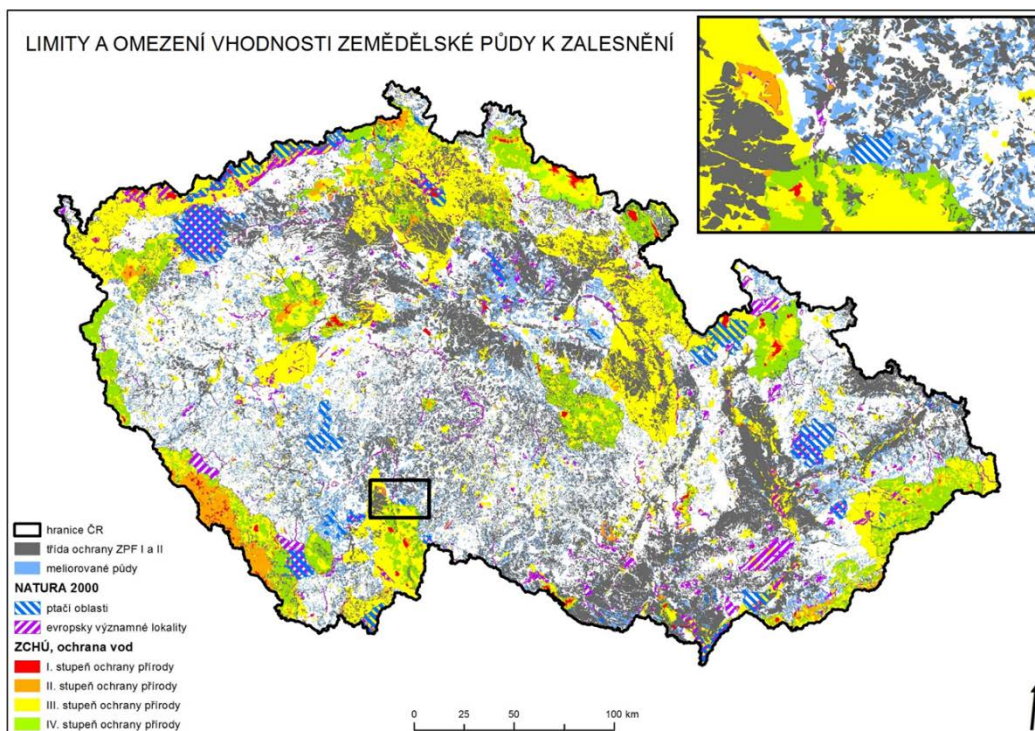 LIMITY A OMEZENÍ VHODNOSTI ZEMĚDĚLSKÉ PŮDY K ZALESNĚNÍ
hranice ČR
třída ochrany ZPF I a II
meliorované půdy
NATURA 2000
ptačí oblasti
evropsky významné lokality
ZCHÚ, ochrana vod
I. stupeň ochrany přírody
II. stupeň ochrany přírody
III. stupeň ochrany přírody
IV. stupeň ochrany přírody
0 25 50 100 km